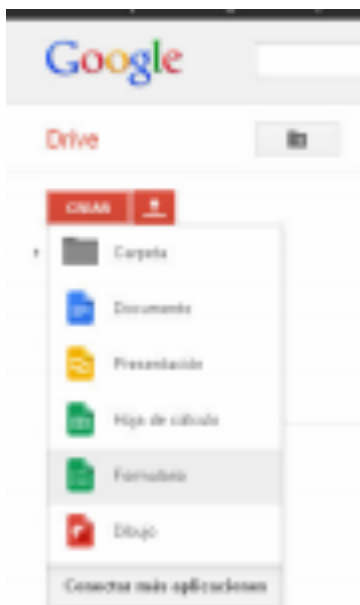 Google
Drive
CREAR
Carpeta
Documento
Presentación
Hoja de cálculo
Formulario
Dibujo
Conectar más aplicaciones